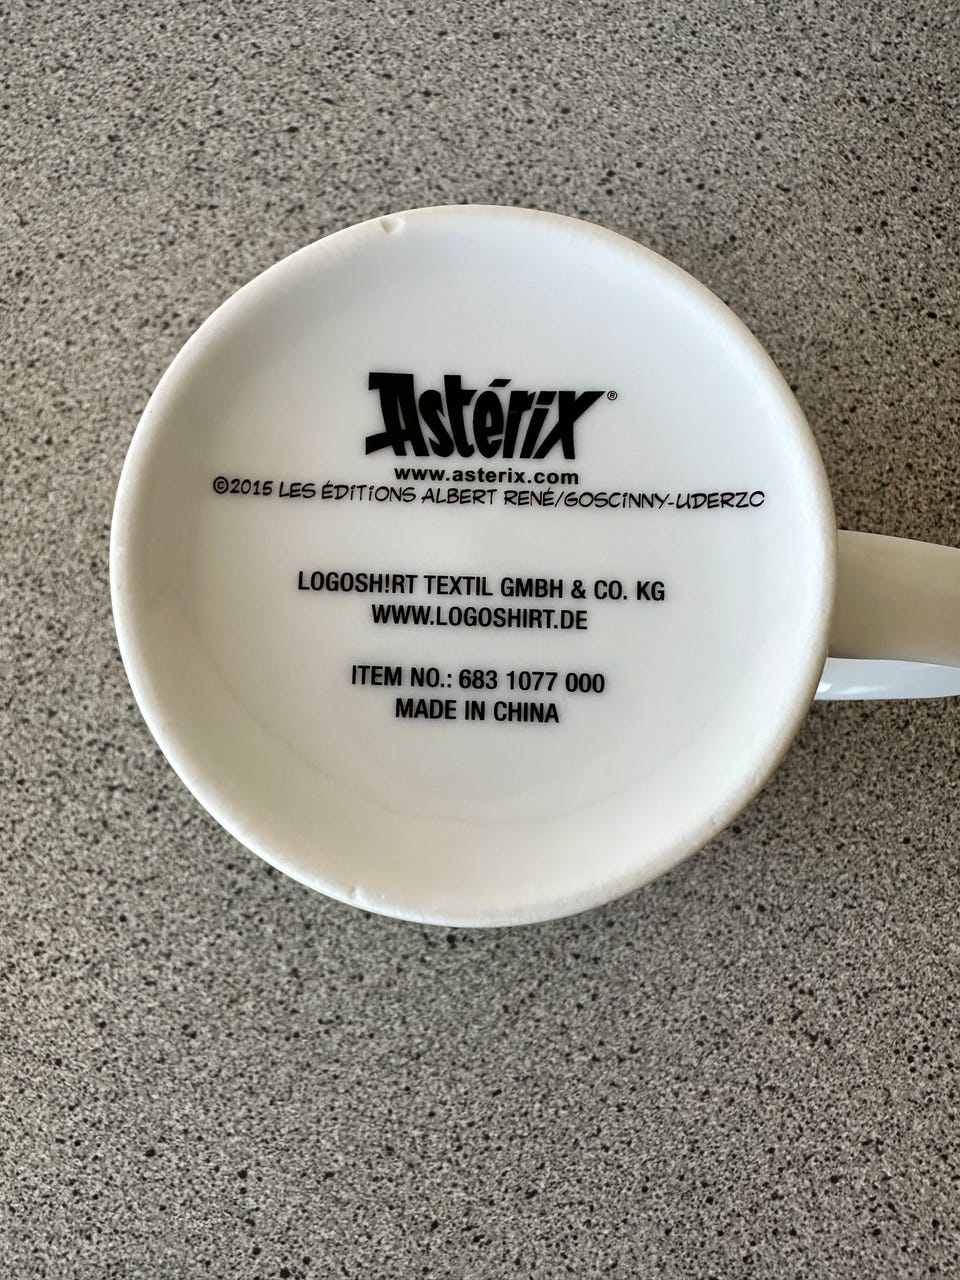 Astérix®
www.asterix.com
©2015 LES ÉDITIONS ALBERT RENÉ/GOSCINNY-UDERZO
LOGOSH!RT TEXTIL GMBH & CO. KG
WWW.LOGOSHIRT.DE
ITEM NO.: 683 1077 000
MADE IN CHINA